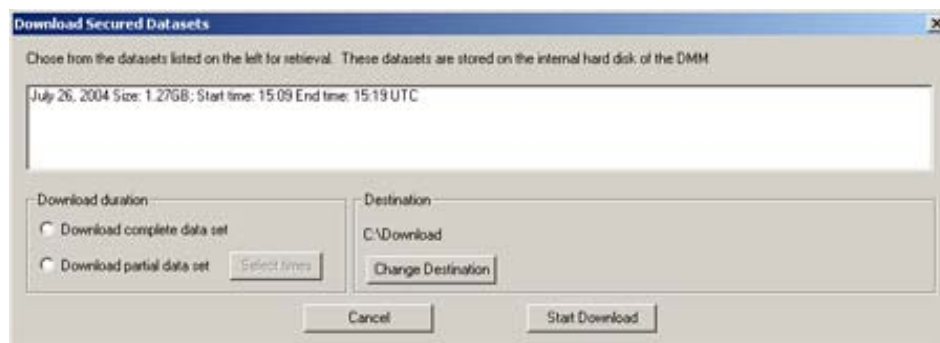 Download Secured Datasets
Chose from the datasets listed on the left for retrieval. These datasets are stored on the internal hard disk of the DMM
July 26, 2004 Size: 1.27GB; Start time: 15:09 End time: 15:19 UTC
Download duration
Download complete data set
Download partial data set
Select times
Destination
C:\Download
Change Destination
Cancel
Start Download